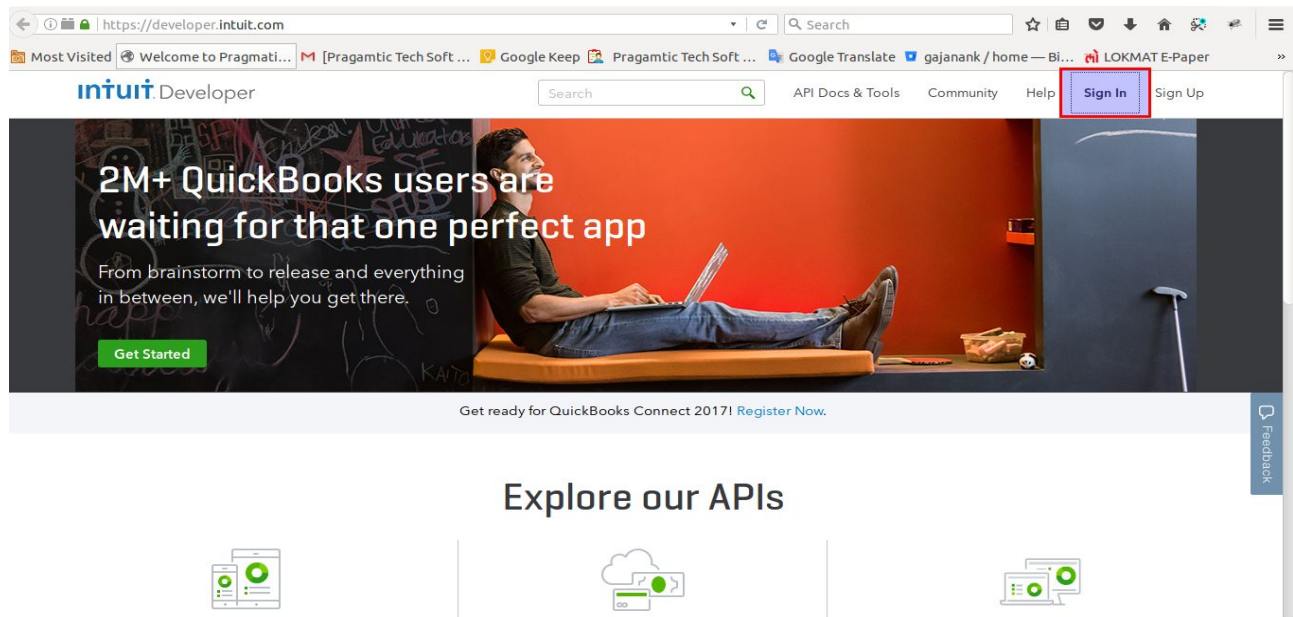 https://developer.intuit.com
Search
Most Visited Welcome to Pragmati... [Pragamtic Tech Soft ... Google Keep Pragamtic Tech Soft ... Google Translate gajanank / home — Bi... LOKMAT E-Paper »
ıntuıt Developer
Search
API Docs & Tools Community Help Sign In Sign Up
2M+ QuickBooks users are
waiting for that one perfect app
From brainstorm to release and everything
in between, we'll help you get there.
Get Started
KAITO
Get ready for QuickBooks Connect 2017! Register Now.
Feedback
Explore our APIs